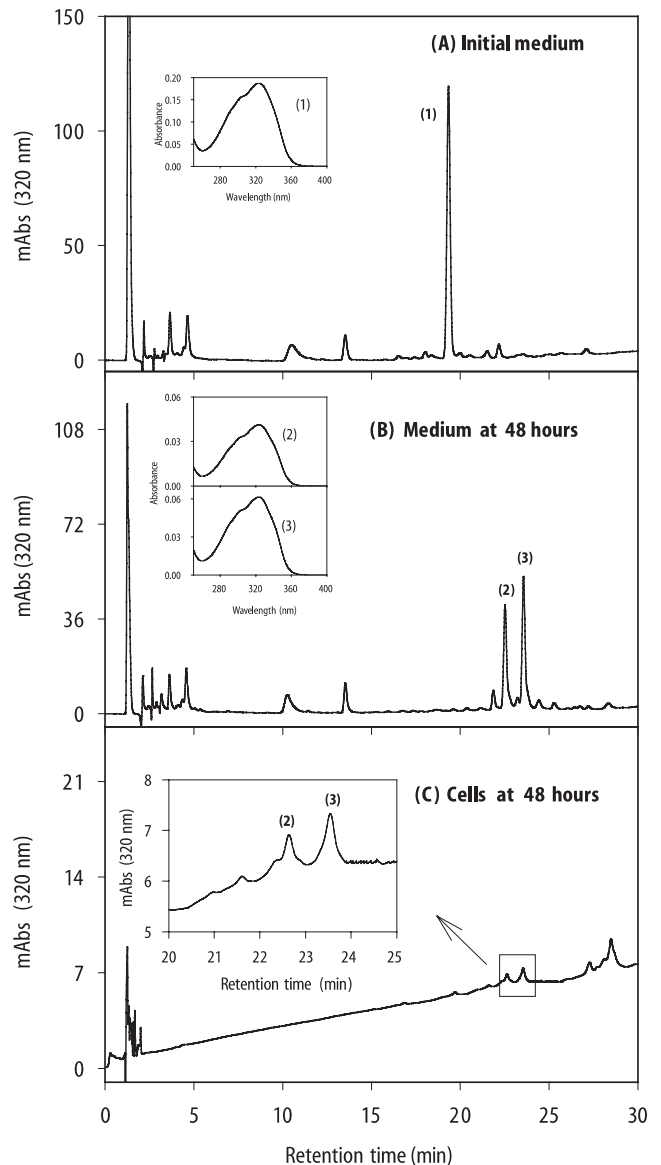 (A) Initial medium
150
100
50
0
mAbs (320 nm)
(1)
(1)
0.20
0.15
0.10
0.05
0.00
Absorbance
280 320 360 400
Wavelength (nm)
(B) Medium at 48 hours
108
72
36
0
mAbs (320 nm)
(2)
(3)
0.06
0.03
0.00
(2)
0.06
0.03
0.00
(3)
Absorbance
280 320 360 400
Wavelength (nm)
(C) Cells at 48 hours
21
14
7
0
mAbs (320 nm)
8
7
6
5
mAbs (320 nm)
(2)
(3)
20 21 22 23 24 25
Retention time (min)
0 5 10 15 20 25 30
Retention time (min)